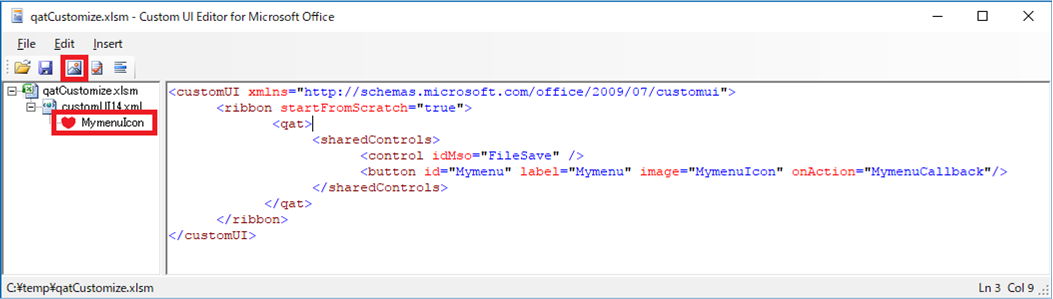 qatCustomize.xlsm - Custom UI Editor for Microsoft Office
File Edit Insert
qatCustomize.xlsm
customUI14.xml
MymenuIcon
<customUI xmlns="http://schemas.microsoft.com/office/2009/07/customui">
<ribbon startFromScratch="true">
<qat>
<sharedControls>
<control idMso="FileSave" />
<button id="Mymenu" label="Mymenu" image="MymenuIcon" onAction="MymenuCallback"/>
</sharedControls>
</qat>
</ribbon>
</customUI>
C:¥temp¥qatCustomize.xlsm
Ln 3 Col 9